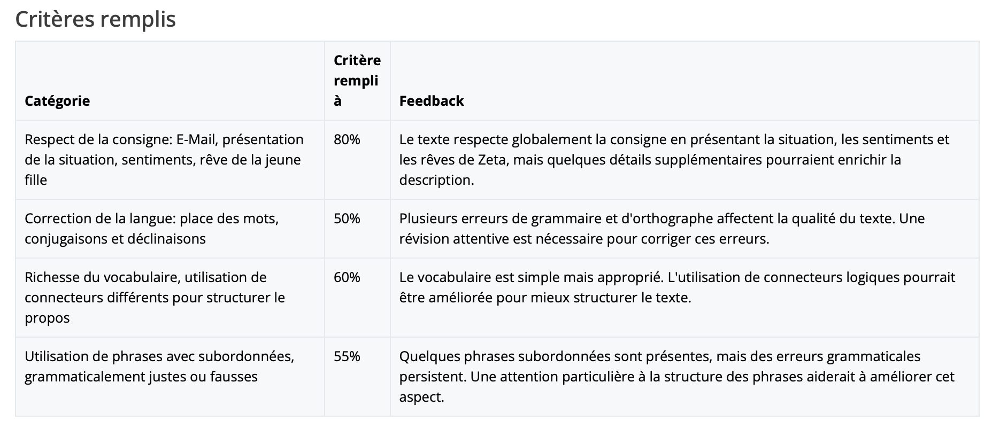 Critères remplis
Critère
rempli
Catégorie à Feedback
Respect de la consigne: E-Mail, présentation 80% Le texte respecte globalement la consigne en présentant la situation, les sentiments et
de la situation, sentiments, rêve de la jeune les rêves de Zeta, mais quelques détails supplémentaires pourraient enrichir la
fille description.
Correction de la langue: place des mots, 50% Plusieurs erreurs de grammaire et d'orthographe affectent la qualité du texte. Une
conjugaisons et déclinaisons révision attentive est nécessaire pour corriger ces erreurs.
Richesse du vocabulaire, utilisation de 60% Le vocabulaire est simple mais approprié. L'utilisation de connecteurs logiques pourrait
connecteurs différents pour structurer le être améliorée pour mieux structurer le texte.
propos
Utilisation de phrases avec subordonnées, 55% Quelques phrases subordonnées sont présentes, mais des erreurs grammaticales
grammaticalement justes ou fausses persistent. Une attention particulière à la structure des phrases aiderait à améliorer cet
aspect.